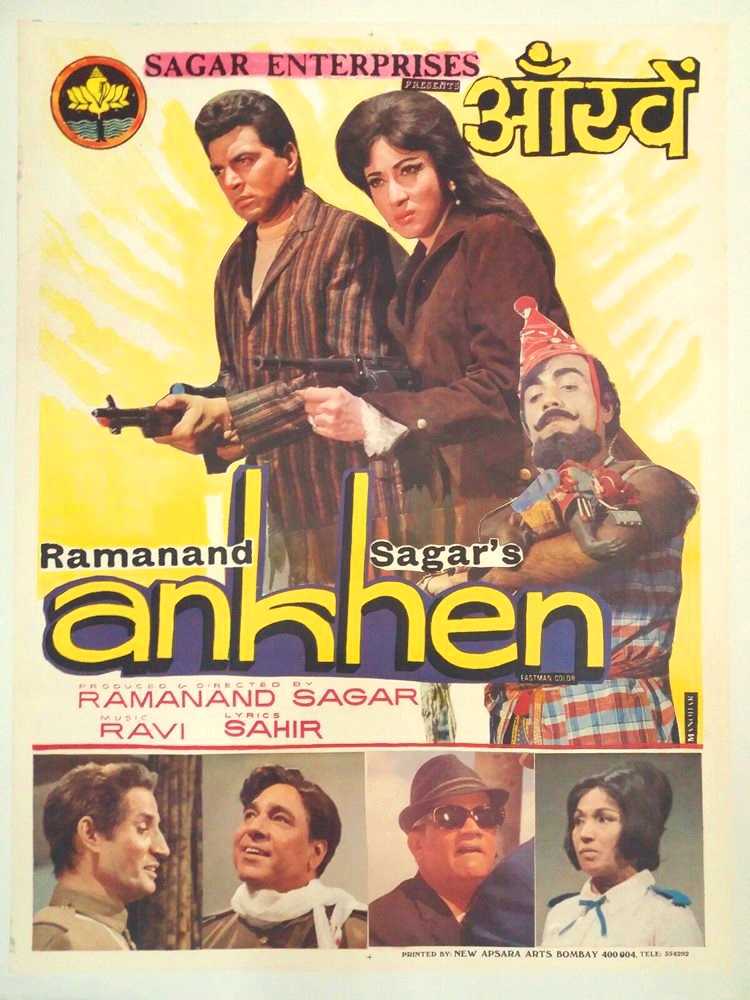 SAGAR ENTERPRISES
PRESENTS
आँखें
Ramanand Sagar's
ankhen
EASTMAN COLOR
PRODUCED & DIRECTED BY
RAMANAND SAGAR
MUSIC LYRICS
RAVI SAHIR
MANOHAR
PRINTED BY: NEW APSARA ARTS BOMBAY 400 004. TELE: 384292